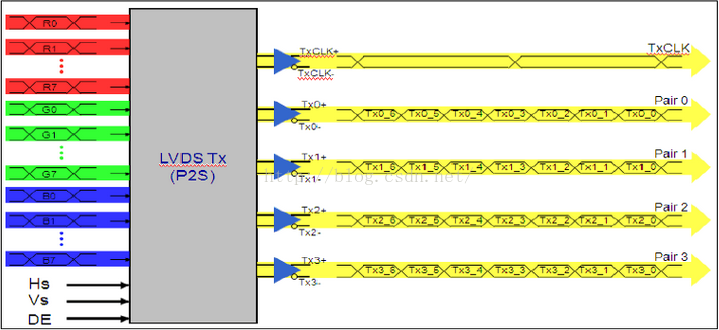 R0
R1
R7
G0
G1
G7
B0
B1
B7
Hs
Vs
DE
LVDS Tx
(P2S)
TxCLK+
TxCLK-
TxCLK
Tx0+
Tx0-
Pair 0
Tx0_6 Tx0_5 Tx0_4 Tx0_3 Tx0_2 Tx0_1 Tx0_0
Tx1+
Tx1-
Pair 1
Tx1_6 Tx1_5 Tx1_4 Tx1_3 Tx1_2 Tx1_1 Tx1_0
http://blog.csdn.net/
Tx2+
Tx2-
Pair 2
Tx2_6 Tx2_5 Tx2_4 Tx2_3 Tx2_2 Tx2_1 Tx2_0
Tx3+
Tx3-
Pair 3
Tx3_6 Tx3_5 Tx3_4 Tx3_3 Tx3_2 Tx3_1 Tx3_0